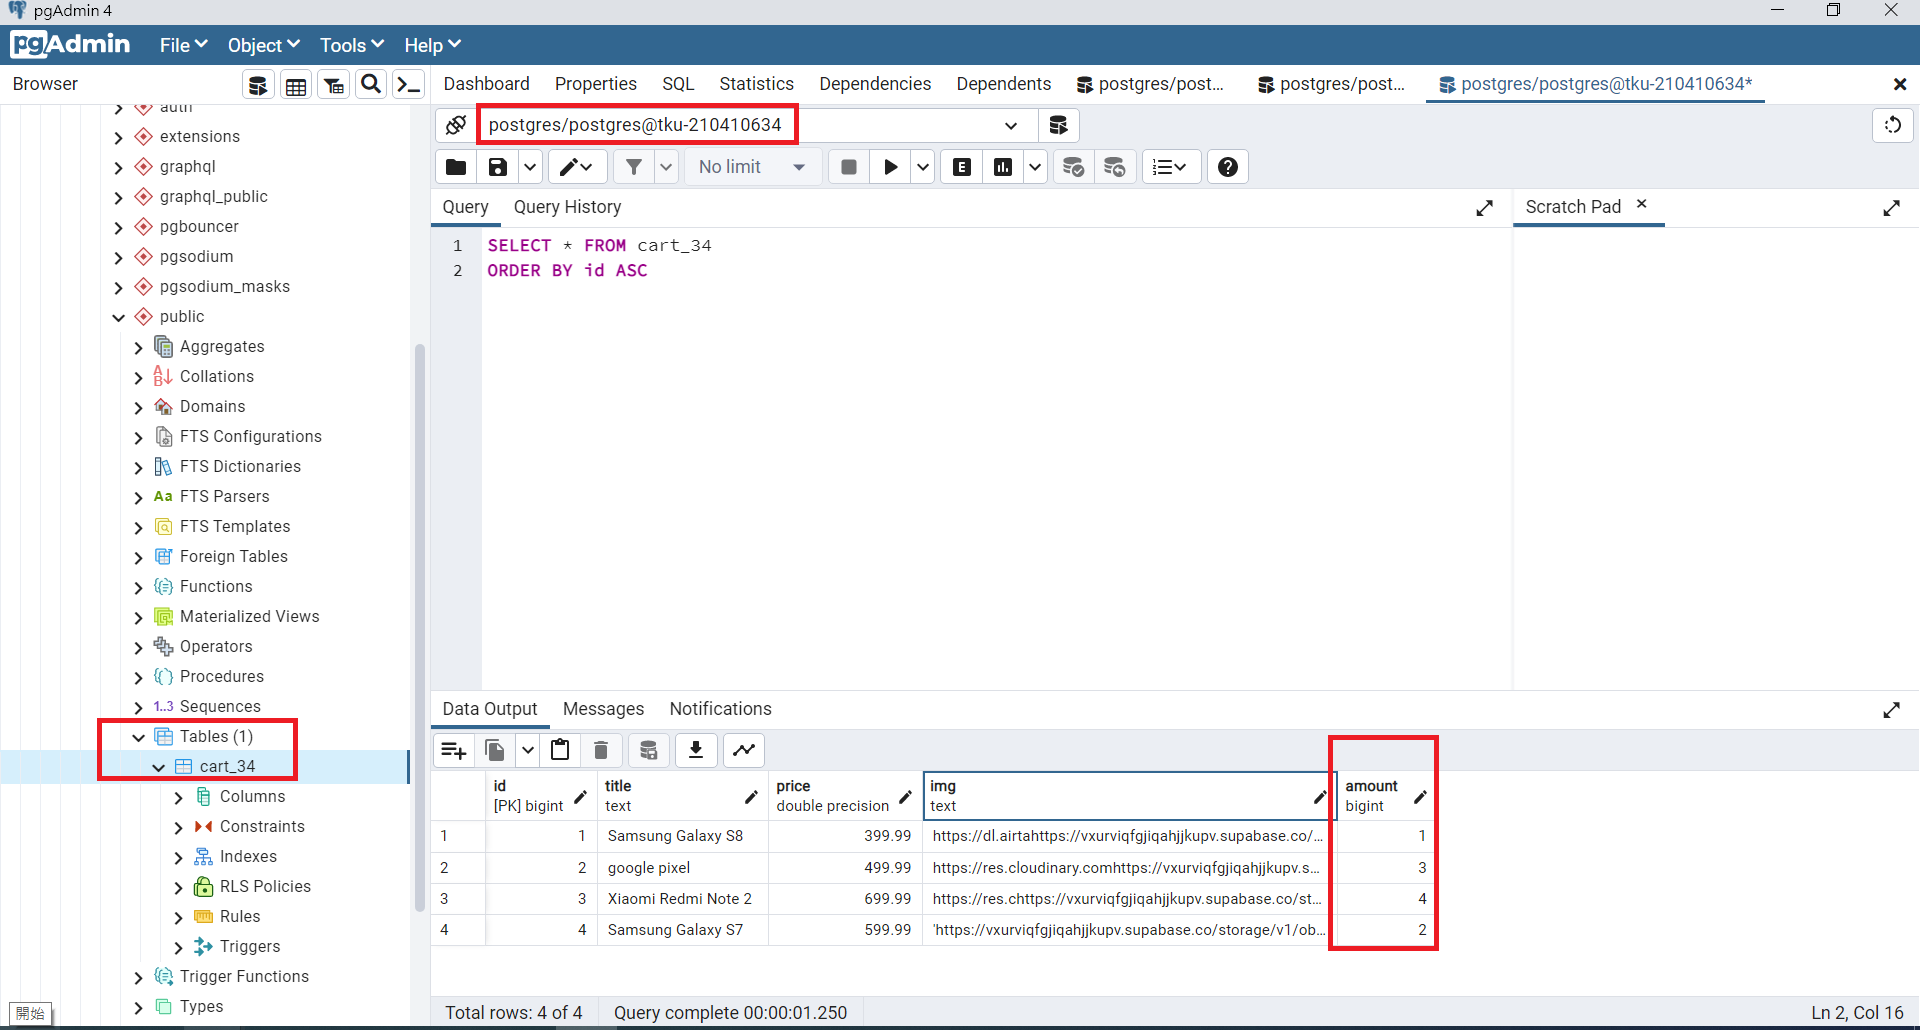 pgAdmin 4
pgAdmin File Object Tools Help
Browser
Dashboard Properties SQL Statistics Dependencies Dependents postgres/post... postgres/post... postgres/postgres@tku-210410634*
postgres/postgres@tku-210410634
No limit
E
Query Query History
Scratch Pad
1 SELECT * FROM cart_34
2 ORDER BY id ASC
auth
extensions
graphql
graphql_public
pgbouncer
pgsodium
pgsodium_masks
public
Aggregates
Collations
Domains
FTS Configurations
FTS Dictionaries
Aa FTS Parsers
FTS Templates
Foreign Tables
Functions
Materialized Views
Operators
Procedures
1..3 Sequences
Tables (1)
cart_34
Columns
Constraints
Indexes
RLS Policies
Rules
Triggers
Trigger Functions
Types
開始
Data Output Messages Notifications
id title price img amount
[PK] bigint text double precision text bigint
1 1 Samsung Galaxy S8 399.99 https://dl.airtahttps://vxurviqfgjiqahjjkupv.supabase.co/... 1
2 2 google pixel 499.99 https://res.cloudinary.comhttps://vxurviqfgjiqahjjkupv.s... 3
3 3 Xiaomi Redmi Note 2 699.99 https://res.chttps://vxurviqfgjiqahjjkupv.supabase.co/st... 4
4 4 Samsung Galaxy S7 599.99 'https://vxurviqfgjiqahjjkupv.supabase.co/storage/v1/ob... 2
Total rows: 4 of 4 Query complete 00:00:01.250 Ln 2, Col 16